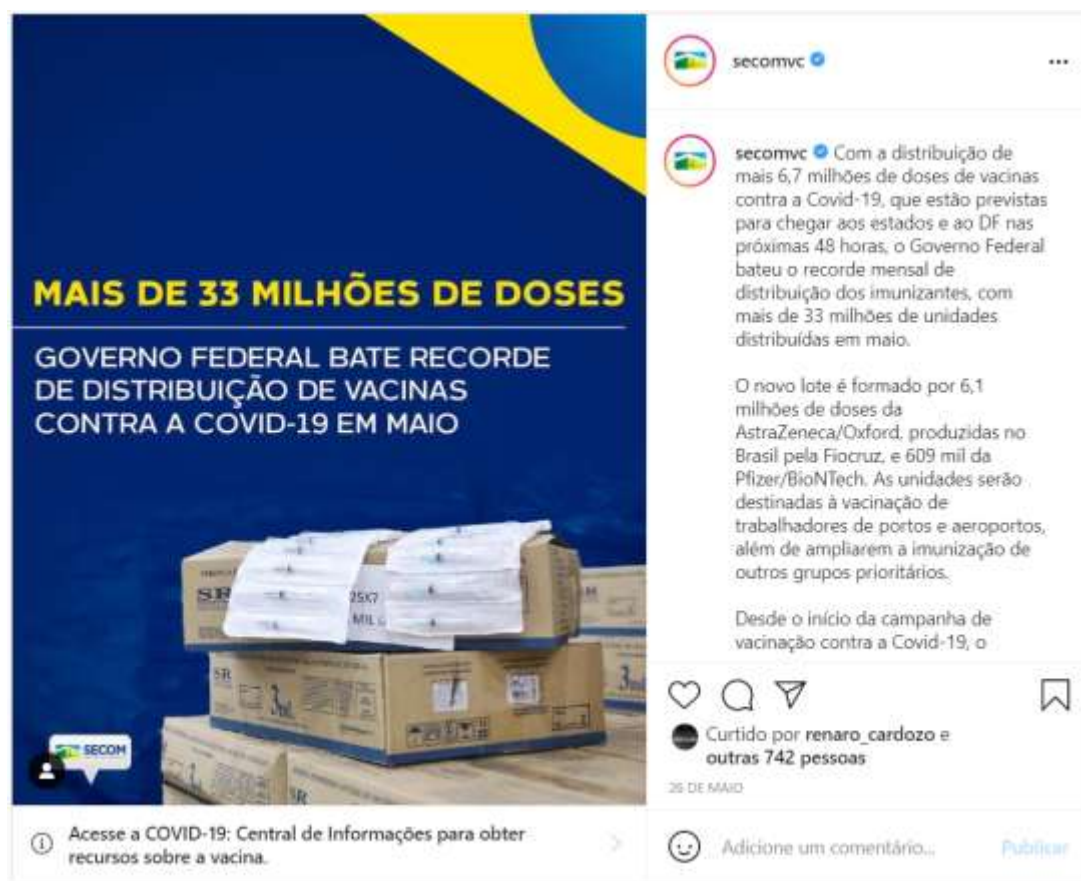 MAIS DE 33 MILHÕES DE DOSES
GOVERNO FEDERAL BATE RECORDE
DE DISTRIBUIÇÃO DE VACINAS
CONTRA A COVID-19 EM MAIO
SR
25X7
MIL
SR
3mL
3mL
SR
SECOM
Acesse a COVID-19: Central de Informações para obter
recursos sobre a vacina.
secomvc
secomvc Com a distribuição de
mais 6,7 milhões de doses de vacinas
contra a Covid-19, que estão previstas
para chegar aos estados e ao DF nas
próximas 48 horas, o Governo Federal
bateu o recorde mensal de
distribuição dos imunizantes, com
mais de 33 milhões de unidades
distribuídas em maio.
O novo lote é formado por 6,1
milhões de doses da
AstraZeneca/Oxford, produzidas no
Brasil pela Fiocruz, e 609 mil da
Pfizer/BioNTech. As unidades serão
destinadas à vacinação de
trabalhadores de portos e aeroportos,
além de ampliarem a imunização de
outros grupos prioritários.
Desde o início da campanha de
vacinação contra a Covid-19, o
Curtido por renaro_cardozo e
outras 742 pessoas
26 DE MAIO
Adicione um comentário...
Publicar